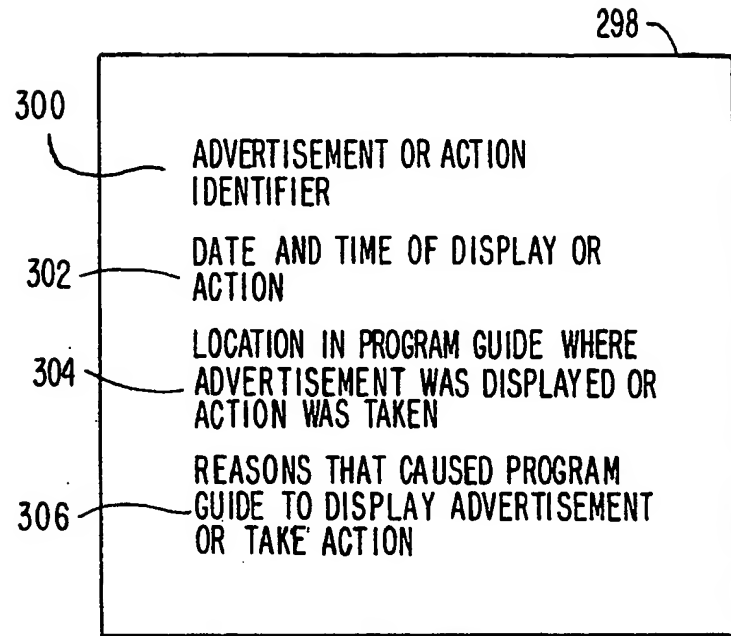 298
300
ADVERTISEMENT OR ACTION
IDENTIFIER
302
DATE AND TIME OF DISPLAY OR
ACTION
304
LOCATION IN PROGRAM GUIDE WHERE
ADVERTISEMENT WAS DISPLAYED OR
ACTION WAS TAKEN
306
REASONS THAT CAUSED PROGRAM
GUIDE TO DISPLAY ADVERTISEMENT
OR TAKE ACTION